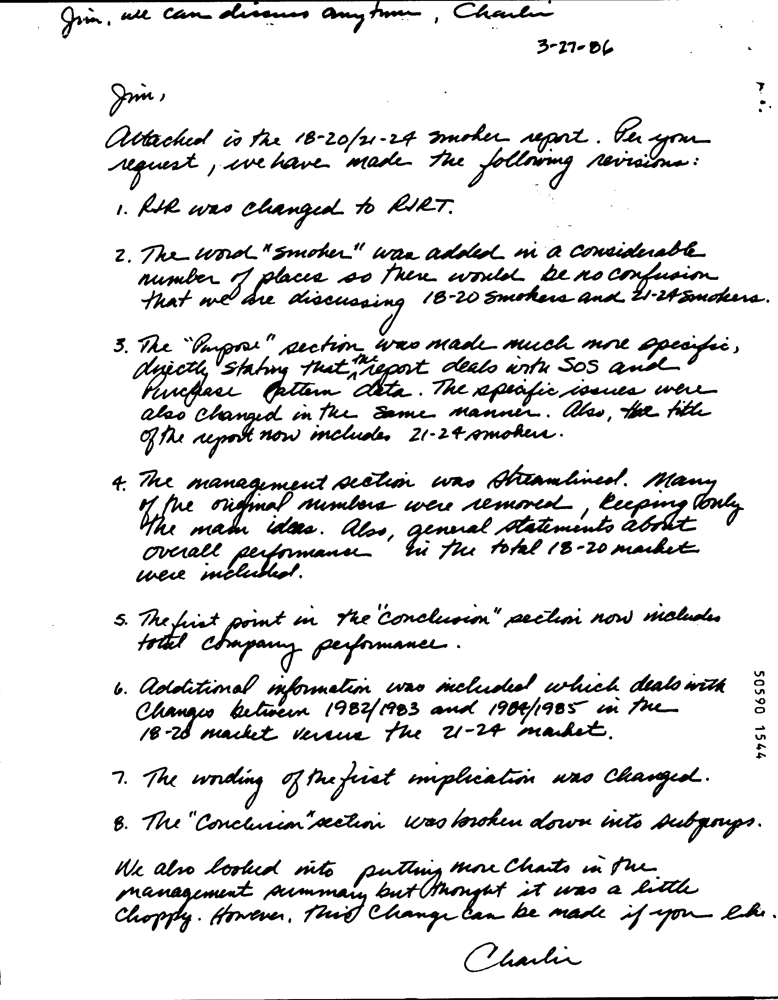 Jim, we can discuss anytime, Charlie
3-27-86
Jim,
Attached is the 18-20/21-24 smoker report. Per your
request, we have made the following revisions:
1. RJR was changed to RJRT.
2. The word "smoker" was added in a considerable
number of places so there would be no confusion
that we are discussing 18-20 smokers and 21-24 smokers.
3. The "Purpose" section was made much more specific,
directly stating that the report deals with SOS and
purchase pattern data. The specific issues were
also changed in the same manner. Also, the title
of the report now includes 21-24 smokers.
4. The management section was streamlined. Many
of the original numbers were removed, keeping only
the main ideas. Also, general statements about
overall performance in the total 18-20 market
were included.
5. The first point in the "Conclusion" section now includes
total company performance.
6. Additional information was included which deals with
changes between 1982/1983 and 1984/1985 in the
18-20 market versus the 21-24 market.
7. The wording of the first implication was changed.
8. The "Conclusion" section was broken down into subgroups.
We also looked into putting more charts in the
management summary but thought it was a little
choppy. However, this change can be made if you like.
Charlie
50590 1544